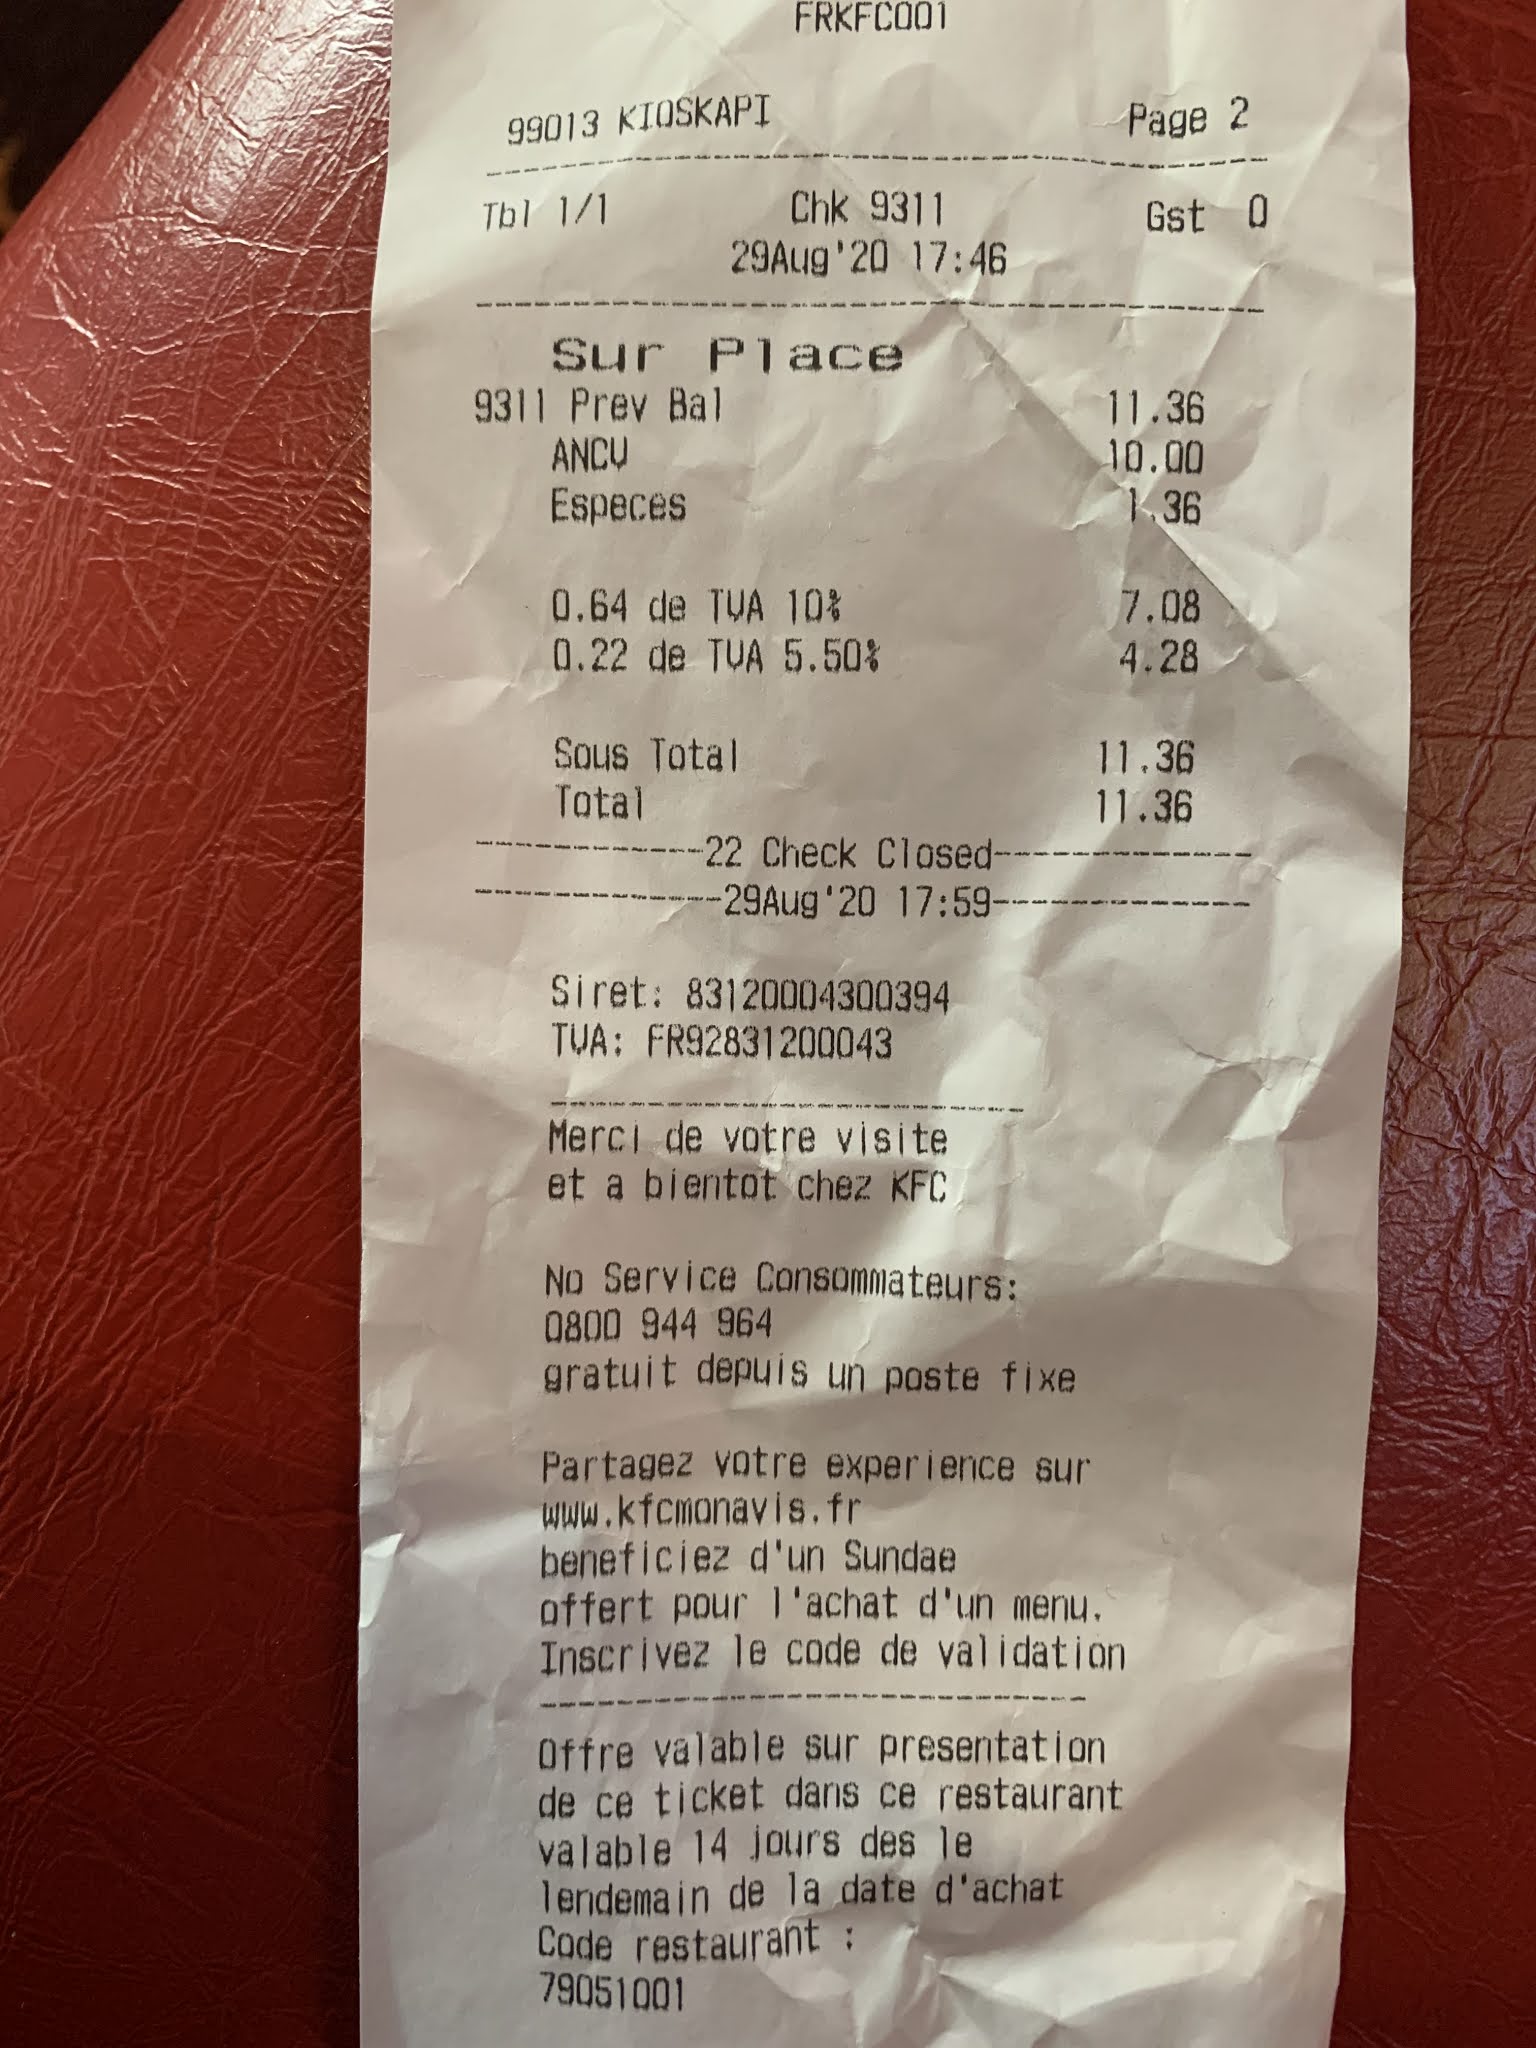 FRKFC001
99013 KIOSKAPI Page 2
Tbl 1/1 Chk 9311 Gst 0
29Aug'20 17:46
Sur Place
9311 Prev Bal 11.36
ANCV 10.00
Especes 1.36
0.64 de TVA 10% 7.08
0.22 de TVA 5.50% 4.28
Sous Total 11.36
Total 11.36
------------22 Check Closed--------------
-------------29Aug'20 17:59--------------
Siret: 83120004300394
TVA: FR92831200043
Merci de votre visite
et a bientot chez KFC
No Service Consommateurs:
0800 944 964
gratuit depuis un poste fixe
Partagez votre experience sur
www.kfcmonavis.fr
beneficiez d'un Sundae
offert pour l'achat d'un menu.
Inscrivez le code de validation
Offre valable sur presentation
de ce ticket dans ce restaurant
valable 14 jours des le
lendemain de la date d'achat
Code restaurant :
79051001